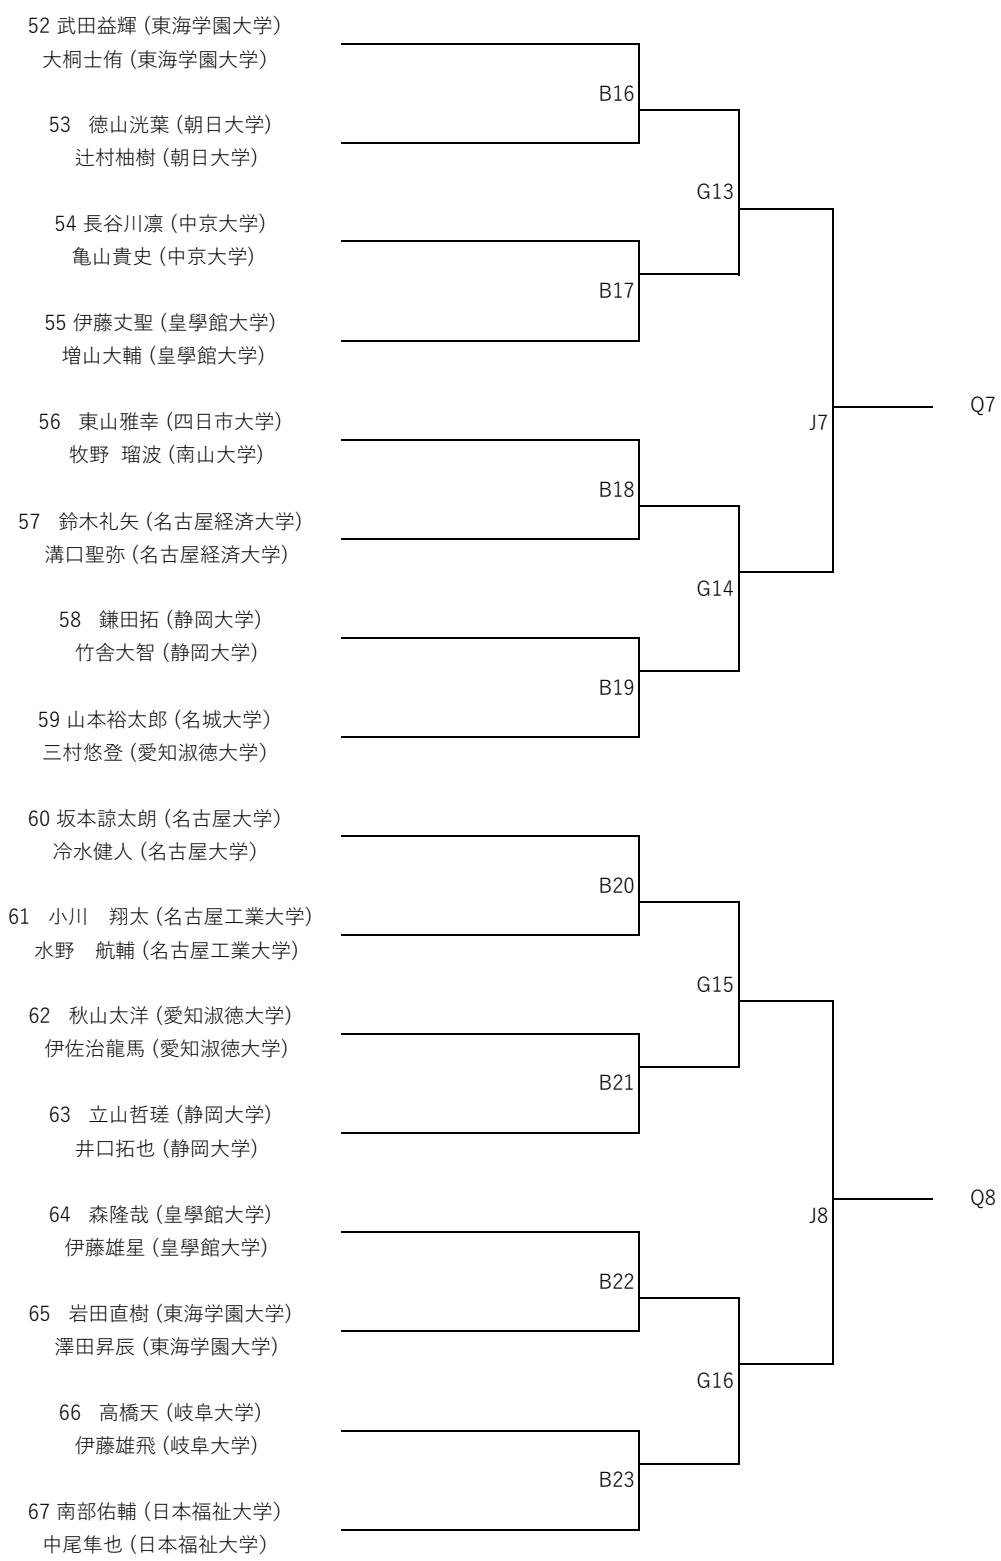 52 武田益輝 (東海学園大学)
大桐士侑 (東海学園大学)
B16
53 徳山洸葉 (朝日大学)
辻村柚樹 (朝日大学)
G13
54 長谷川凛 (中京大学)
亀山貴史 (中京大学)
B17
55 伊藤丈聖 (皇學館大学)
増山大輔 (皇學館大学)
J7
Q7
56 東山雅幸 (四日市大学)
牧野 瑠波 (南山大学)
B18
57 鈴木礼矢 (名古屋経済大学)
溝口聖弥 (名古屋経済大学)
G14
58 鎌田拓 (静岡大学)
竹舎大智 (静岡大学)
B19
59 山本裕太郎 (名城大学)
三村悠登 (愛知淑徳大学)
60 坂本諒太朗 (名古屋大学)
冷水健人 (名古屋大学)
B20
61 小川 翔太 (名古屋工業大学)
水野 航輔 (名古屋工業大学)
G15
62 秋山太洋 (愛知淑徳大学)
伊佐治龍馬 (愛知淑徳大学)
B21
63 立山哲瑳 (静岡大学)
井口拓也 (静岡大学)
J8
Q8
64 森隆哉 (皇學館大学)
伊藤雄星 (皇學館大学)
B22
65 岩田直樹 (東海学園大学)
澤田昇辰 (東海学園大学)
G16
66 高橋天 (岐阜大学)
伊藤雄飛 (岐阜大学)
B23
67 南部佑輔 (日本福祉大学)
中尾隼也 (日本福祉大学)